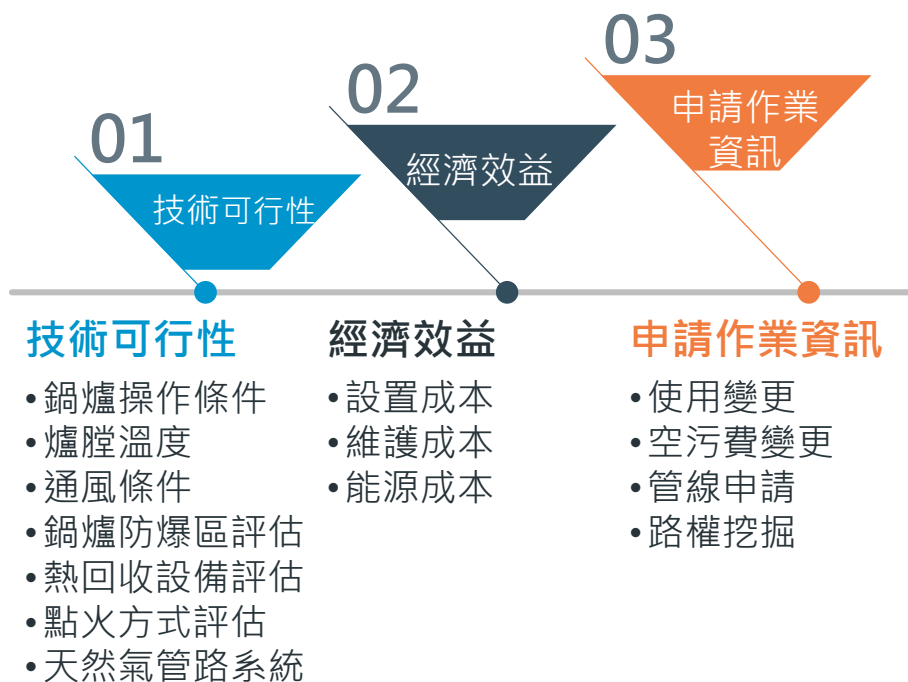 01
技術可行性
02
經濟效益
03
申請作業
資訊
技術可行性
•鍋爐操作條件
•爐膛溫度
•通風條件
•鍋爐防爆區評估
•熱回收設備評估
•點火方式評估
•天然氣管路系統
經濟效益
•設置成本
•維護成本
•能源成本
申請作業資訊
•使用變更
•空污費變更
•管線申請
•路權挖掘